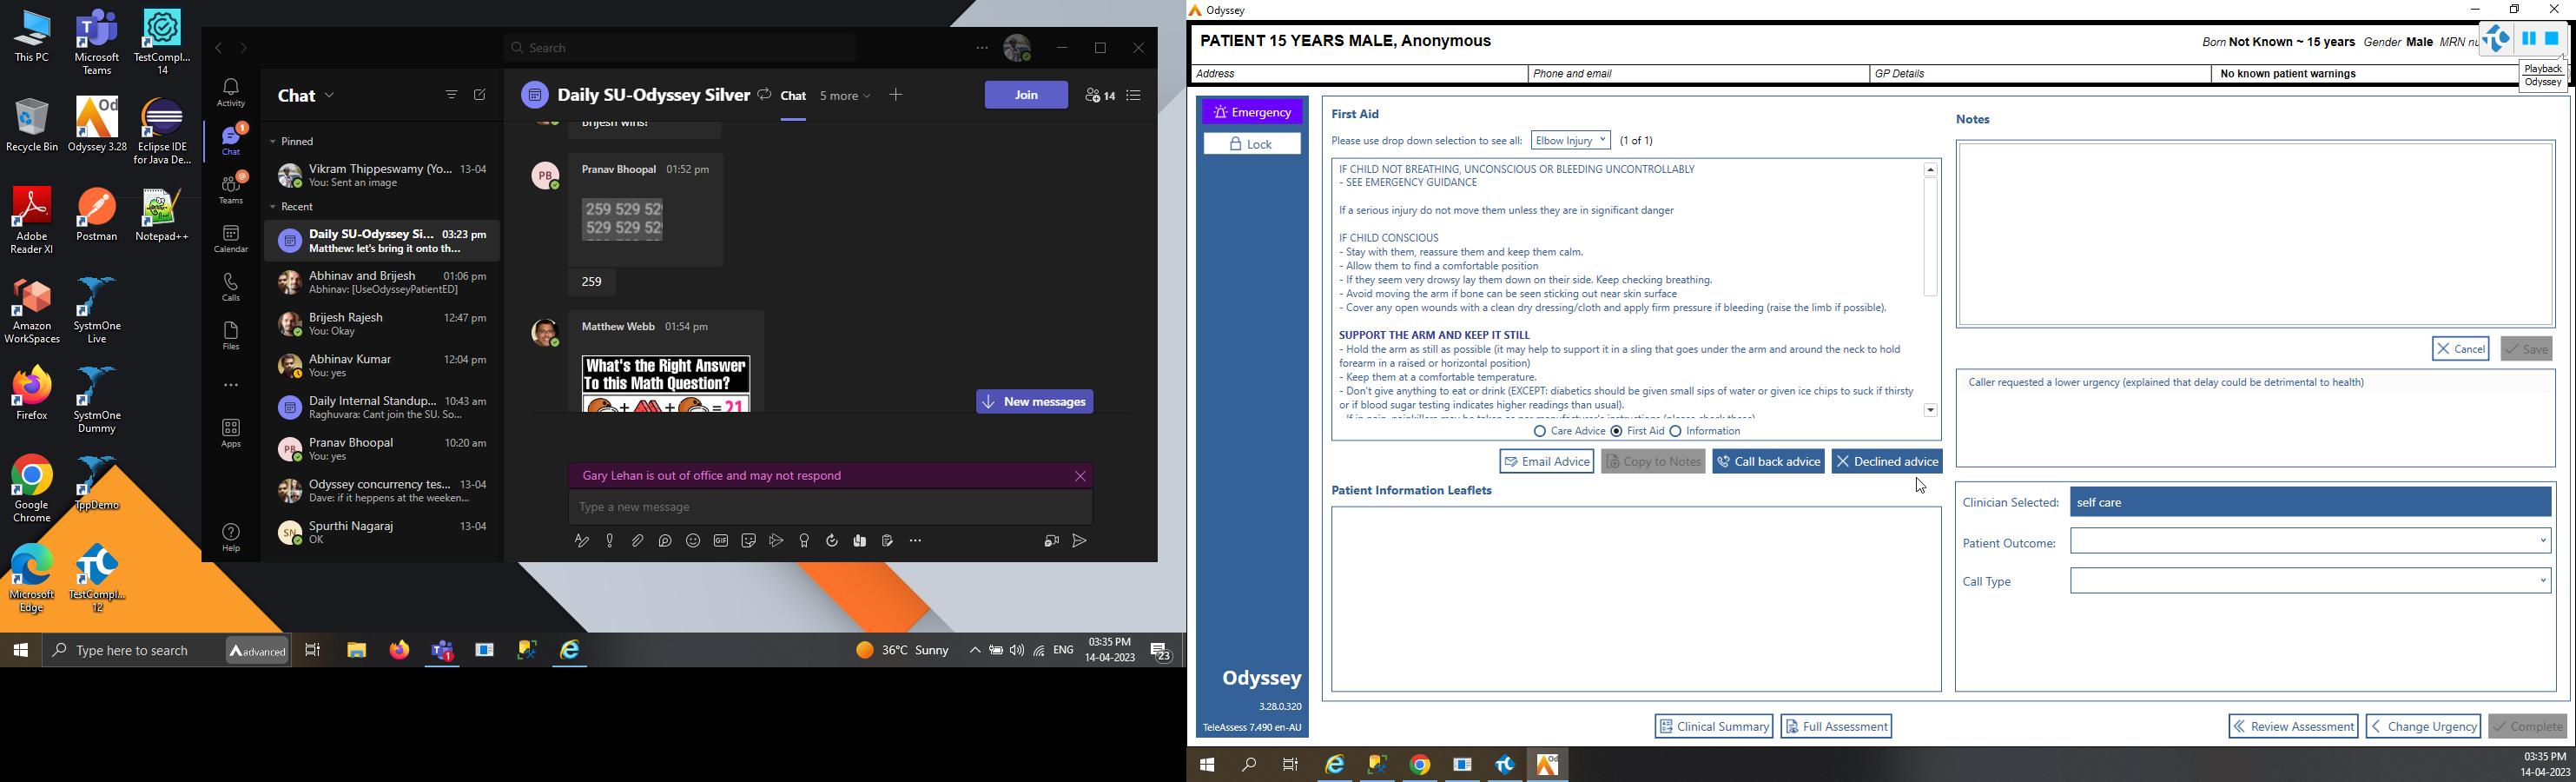 This PC
Microsoft
Teams
TestCompl...
14
Recycle Bin
Odyssey 3.28
Eclipse IDE
for Java De...
Adobe
Reader XI
Postman
Notepad++
Amazon
WorkSpaces
SystmOne
Live
Firefox
SystmOne
Dummy
Google
Chrome
TppDemo
Microsoft
Edge
TestCompl...
12
Search
Activity
Chat
1
Teams
Calendar
Calls
Files
Apps
Help
Chat
Pinned
Vikram Thippeswamy (Yo... 13-04
You: Sent an image
Recent
Daily SU-Odyssey Si... 03:23 pm
Matthew: let's bring it onto th...
Abhinav and Brijesh 01:06 pm
Abhinav: [UseOdysseyPatientED]
Brijesh Rajesh 12:47 pm
You: Okay
Abhinav Kumar 12:04 pm
You: yes
Daily Internal Standup... 10:43 am
Raghuvara: Cant join the SU. So...
PB
Pranav Bhoopal 10:20 am
You: yes
Odyssey concurrency tes... 13-04
Dave: if it heppens at the weeken...
SN
Spurthi Nagaraj 13-04
OK
Daily SU-Odyssey Silver Chat 5 more Join 14
Brijesh wins!
PB
Pranav Bhoopal 01:52 pm
259 529 529
529 529 52
259
Matthew Webb 01:54 pm
What's the Right Answer
To this Math Question?
+ + = 21
New messages
Gary Lehan is out of office and may not respond
Type a new message
GIF
Type here to search
advanced
1
36°C Sunny
ENG
03:35 PM
14-04-2023
23
Odyssey
PATIENT 15 YEARS MALE, Anonymous
Born Not Known ~ 15 years Gender Male MRN nu
Playback
Odyssey
Address
Phone and email
GP Details
No known patient warnings
Emergency
Lock
Odyssey
3.28.0.320
TeleAssess 7.490 en-AU
First Aid
Please use drop down selection to see all: Elbow Injury (1 of 1)
IF CHILD NOT BREATHING, UNCONSCIOUS OR BLEEDING UNCONTROLLABLY
- SEE EMERGENCY GUIDANCE
If a serious injury do not move them unless they are in significant danger
IF CHILD CONSCIOUS
- Stay with them, reassure them and keep them calm.
- Allow them to find a comfortable position
- If they seem very drowsy lay them down on their side. Keep checking breathing.
- Avoid moving the arm if bone can be seen sticking out near skin surface
- Cover any open wounds with a clean dry dressing/cloth and apply firm pressure if bleeding (raise the limb if possible).
SUPPORT THE ARM AND KEEP IT STILL
- Hold the arm as still as possible (it may help to support it in a sling that goes under the arm and around the neck to hold
forearm in a raised or horizontal position)
- Keep them at a comfortable temperature.
- Don't give anything to eat or drink (EXCEPT: diabetics should be given small sips of water or given ice chips to suck if thirsty
or if blood sugar testing indicates higher readings than usual).
- If in pain, painkillers may be taken as per manufacturer's instructions (please check these)
Care Advice First Aid Information
Email Advice
Copy to Notes
Call back advice
Declined advice
Patient Information Leaflets
Notes
Cancel
Save
Caller requested a lower urgency (explained that delay could be detrimental to health)
Clinician Selected: self care
Patient Outcome:
Call Type
Clinical Summary
Full Assessment
Review Assessment
Change Urgency
Complete
Od
03:35 PM
14-04-2023